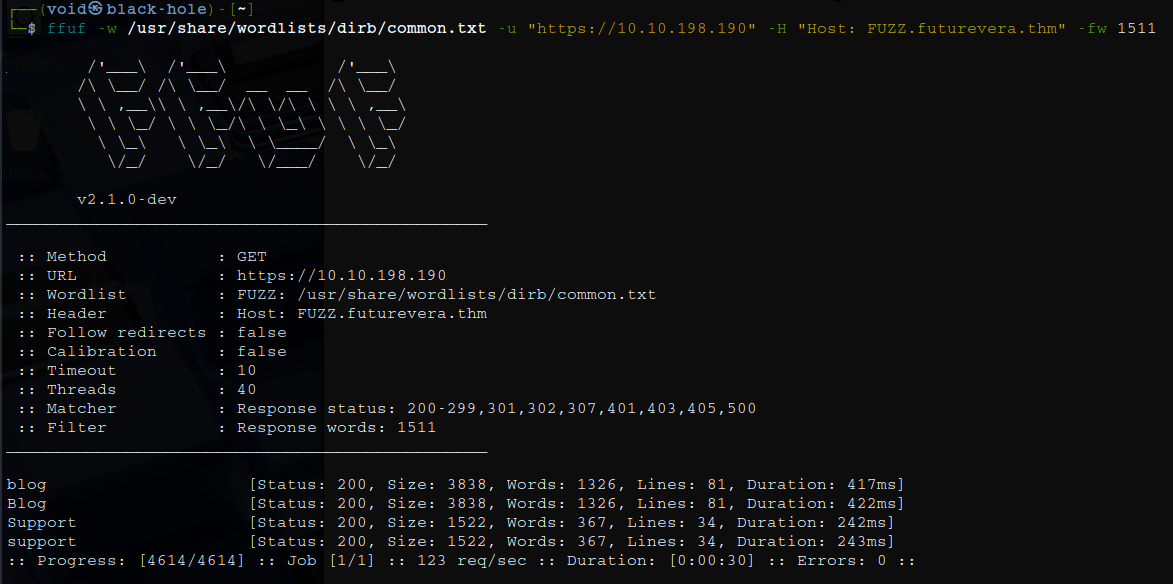 (void㉿black-hole)-[~]
$ ffuf -w /usr/share/wordlists/dirb/common.txt -u "https://10.10.198.190" -H "Host: FUZZ.futurevera.thm" -fw 1511
/'___\  /'___\           /'___\
/\ \__/ /\ \__/  __  __  /\ \__/
\ \ ,__\\ \ ,__\/\ \/\ \ \ \ ,__\
\ \ \_/ \ \ \_/\ \ \_\ \ \ \ \_/
\ \_\   \ \_\  \ \____/  \ \_\
\/_/    \/_/   \/___/    \/_/
v2.1.0-dev
________________________________________________
:: Method           : GET
:: URL              : https://10.10.198.190
:: Wordlist         : FUZZ: /usr/share/wordlists/dirb/common.txt
:: Header           : Host: FUZZ.futurevera.thm
:: Follow redirects : false
:: Calibration      : false
:: Timeout          : 10
:: Threads          : 40
:: Matcher          : Response status: 200-299,301,302,307,401,403,405,500
:: Filter           : Response words: 1511
________________________________________________
blog                    [Status: 200, Size: 3838, Words: 1326, Lines: 81, Duration: 417ms]
Blog                    [Status: 200, Size: 3838, Words: 1326, Lines: 81, Duration: 422ms]
Support                 [Status: 200, Size: 1522, Words: 367, Lines: 34, Duration: 242ms]
support                 [Status: 200, Size: 1522, Words: 367, Lines: 34, Duration: 243ms]
:: Progress: [4614/4614] :: Job [1/1] :: 123 req/sec :: Duration: [0:00:30] :: Errors: 0 ::
Lixeira